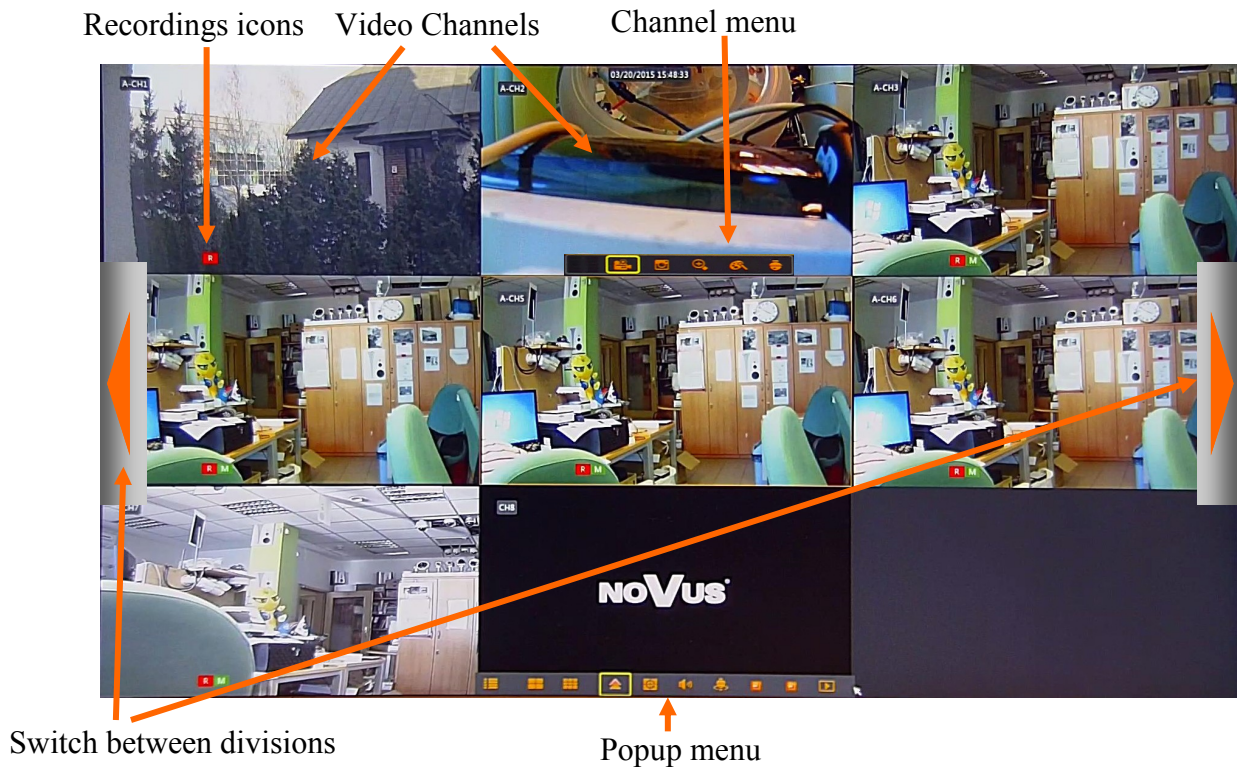 Recordings icons Video Channels Channel menu
A-CH1
03/20/2015 15:48:33
A-CH2
A-CH3
R
R M
A-CH5
A-CH6
R M
R M
R M
CH7
CH8
NOVUS
R M
Switch between divisions
Popup menu